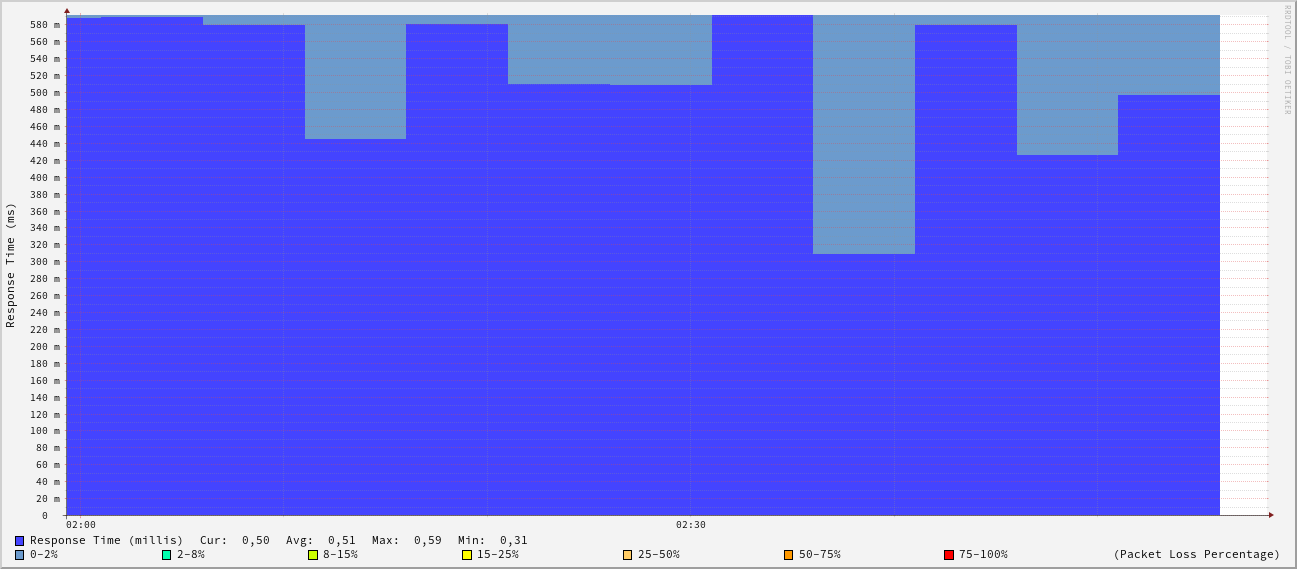 RRDTOOL / TOBI OETIKER
Response Time (ms)
580 m
560 m
540 m
520 m
500 m
480 m
460 m
440 m
420 m
400 m
380 m
360 m
340 m
320 m
300 m
280 m
260 m
240 m
220 m
200 m
180 m
160 m
140 m
120 m
100 m
80 m
60 m
40 m
20 m
0
02:00 02:30
Response Time (millis) Cur: 0,50 Avg: 0,51 Max: 0,59 Min: 0,31
0-2% 2-8% 8-15% 15-25% 25-50% 50-75% 75-100% (Packet Loss Percentage)